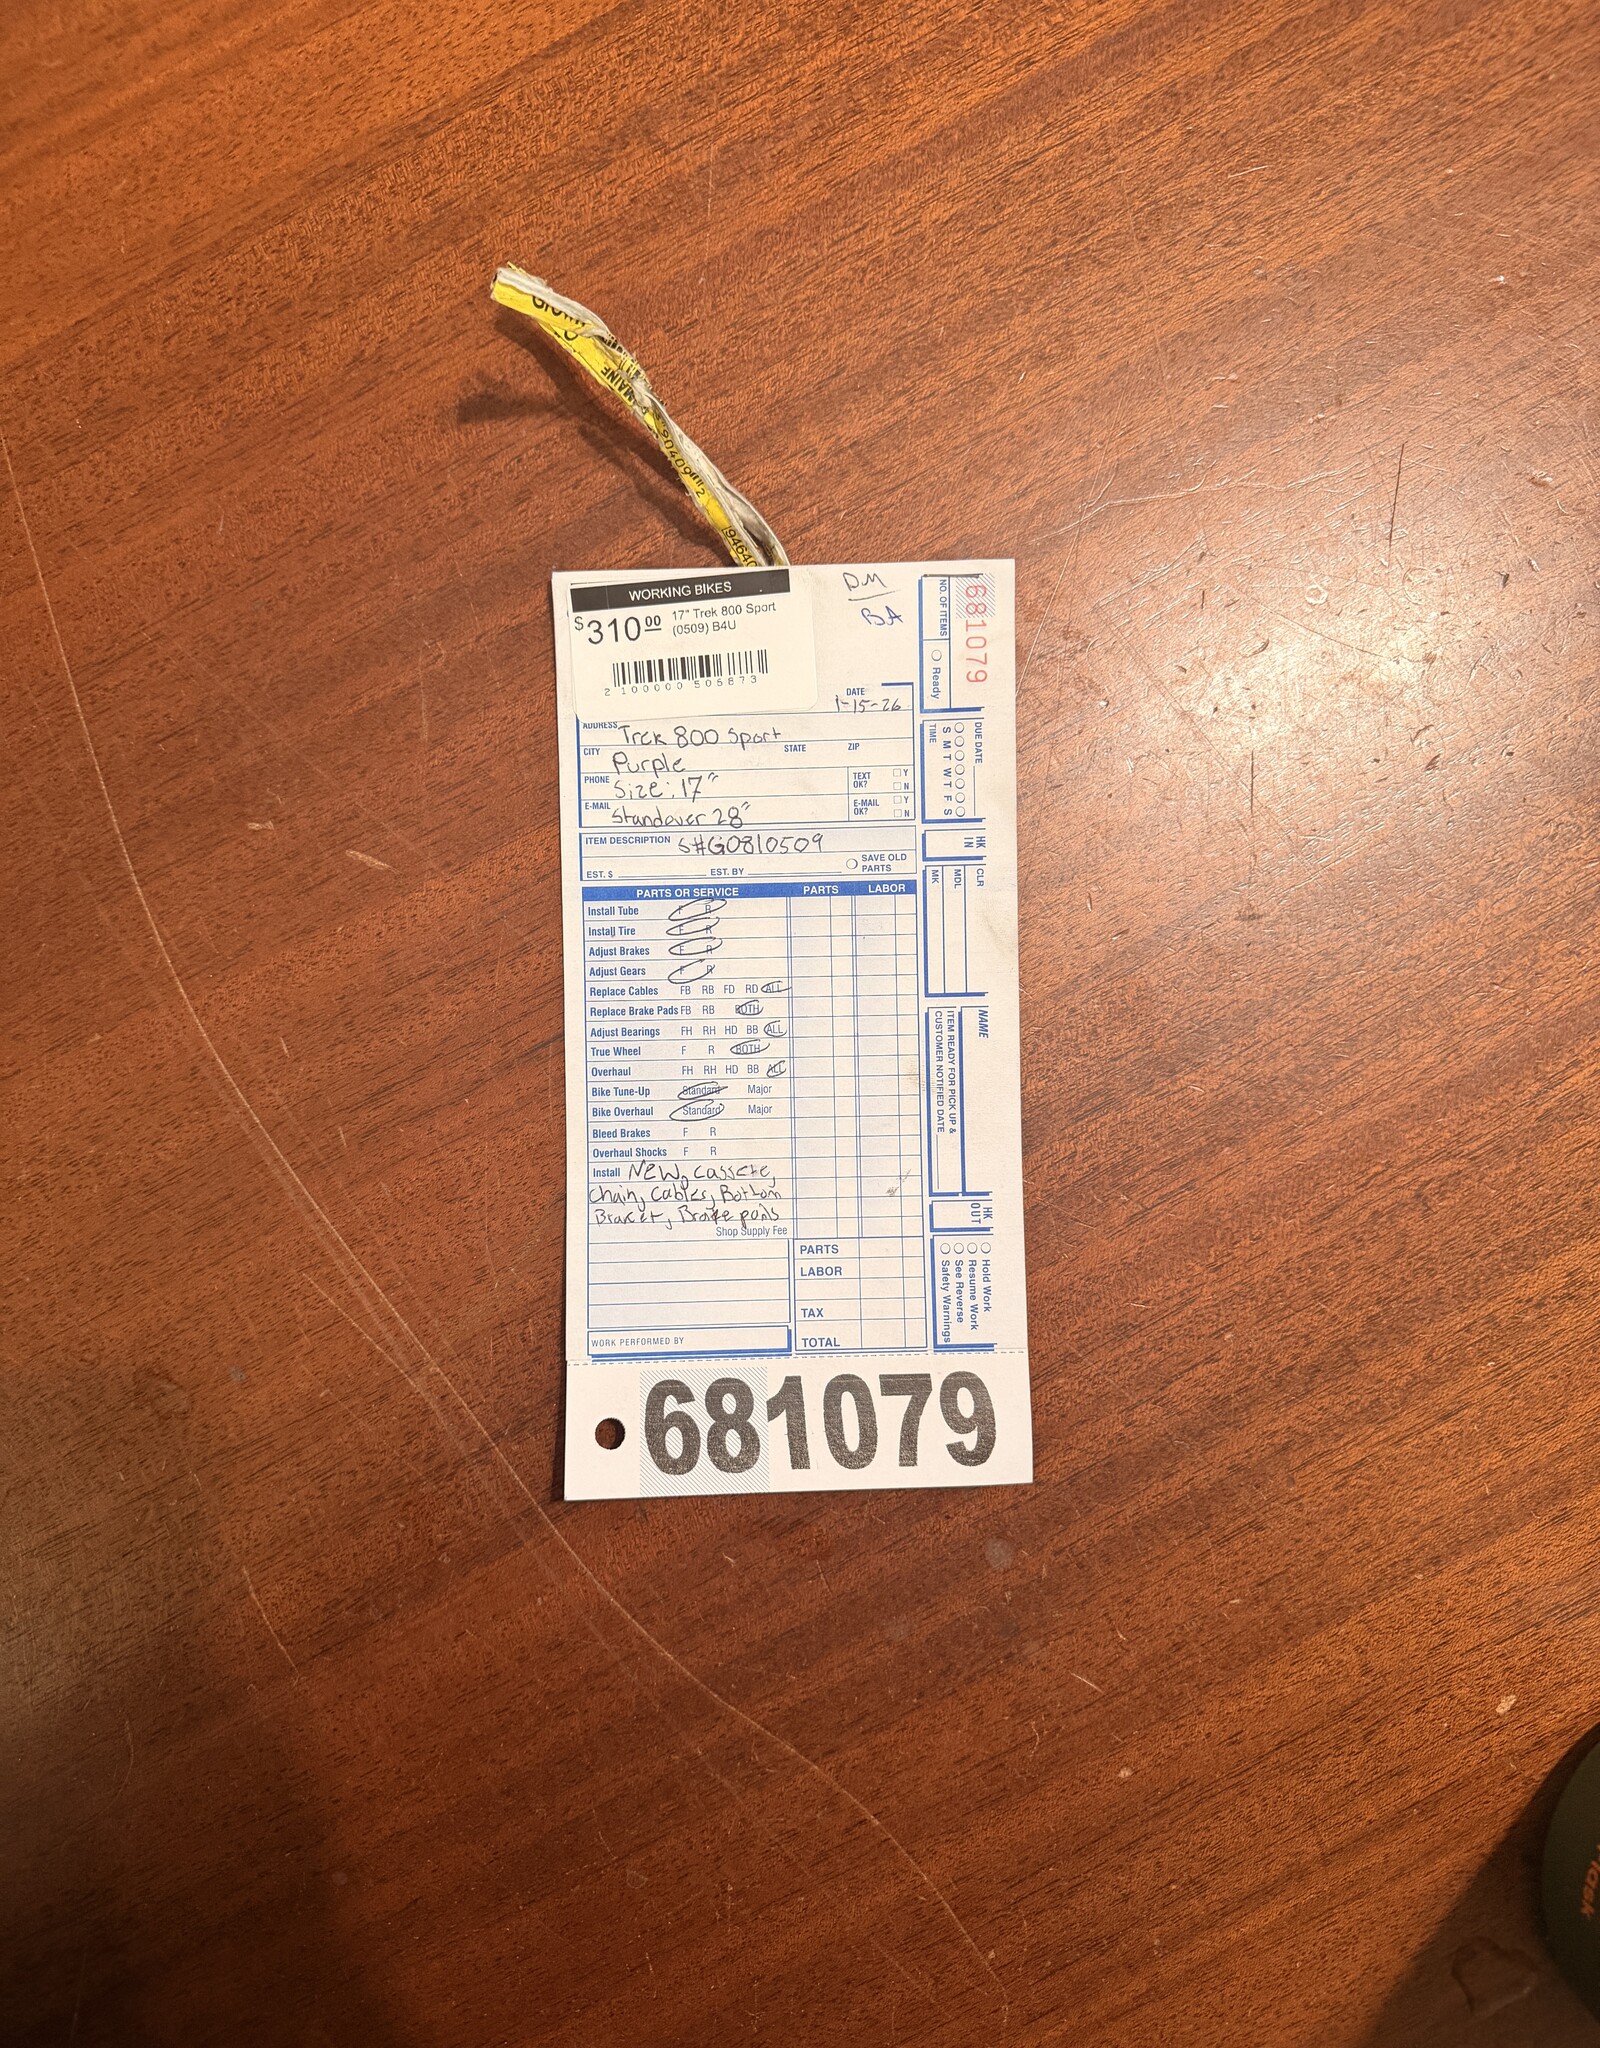 WORKING BIKES
$310.00 17" Trek 800 Sport
(0509) B4U
2 100000 505873
DM
BA
DATE
1-15-26
ADDRESS Trek 800 Sport
CITY Purple STATE ZIP
PHONE Size: 17" TEXT OK? Y N
E-MAIL Standover 28" E-MAIL OK? Y N
ITEM DESCRIPTION S#G0810509
EST. $ EST. BY SAVE OLD PARTS
PARTS OR SERVICE PARTS LABOR
Install Tube F R
Install Tire F R
Adjust Brakes F R
Adjust Gears F R
Replace Cables FB RB FD RD ALL
Replace Brake Pads FB RB BOTH
Adjust Bearings FH RH HD BB ALL
True Wheel F R BOTH
Overhaul FH RH HD BB ALL
Bike Tune-Up Standard Major
Bike Overhaul Standard Major
Bleed Brakes F R
Overhaul Shocks F R
Install New, cassete,
Chain, Cables, Bottom
Bracet, Brake pads
Shop Supply Fee
PARTS
LABOR
TAX
WORK PERFORMED BY TOTAL
681079
681079
NO. OF ITEMS
Ready
DUE DATE
S M T W T F S
TIME
HK IN
CLR
MDL
MK
NAME
ITEM READY FOR PICK UP &
CUSTOMER NOTIFIED DATE
HK OUT
Hold Work
Resume Work
See Reverse
Safety Warnings